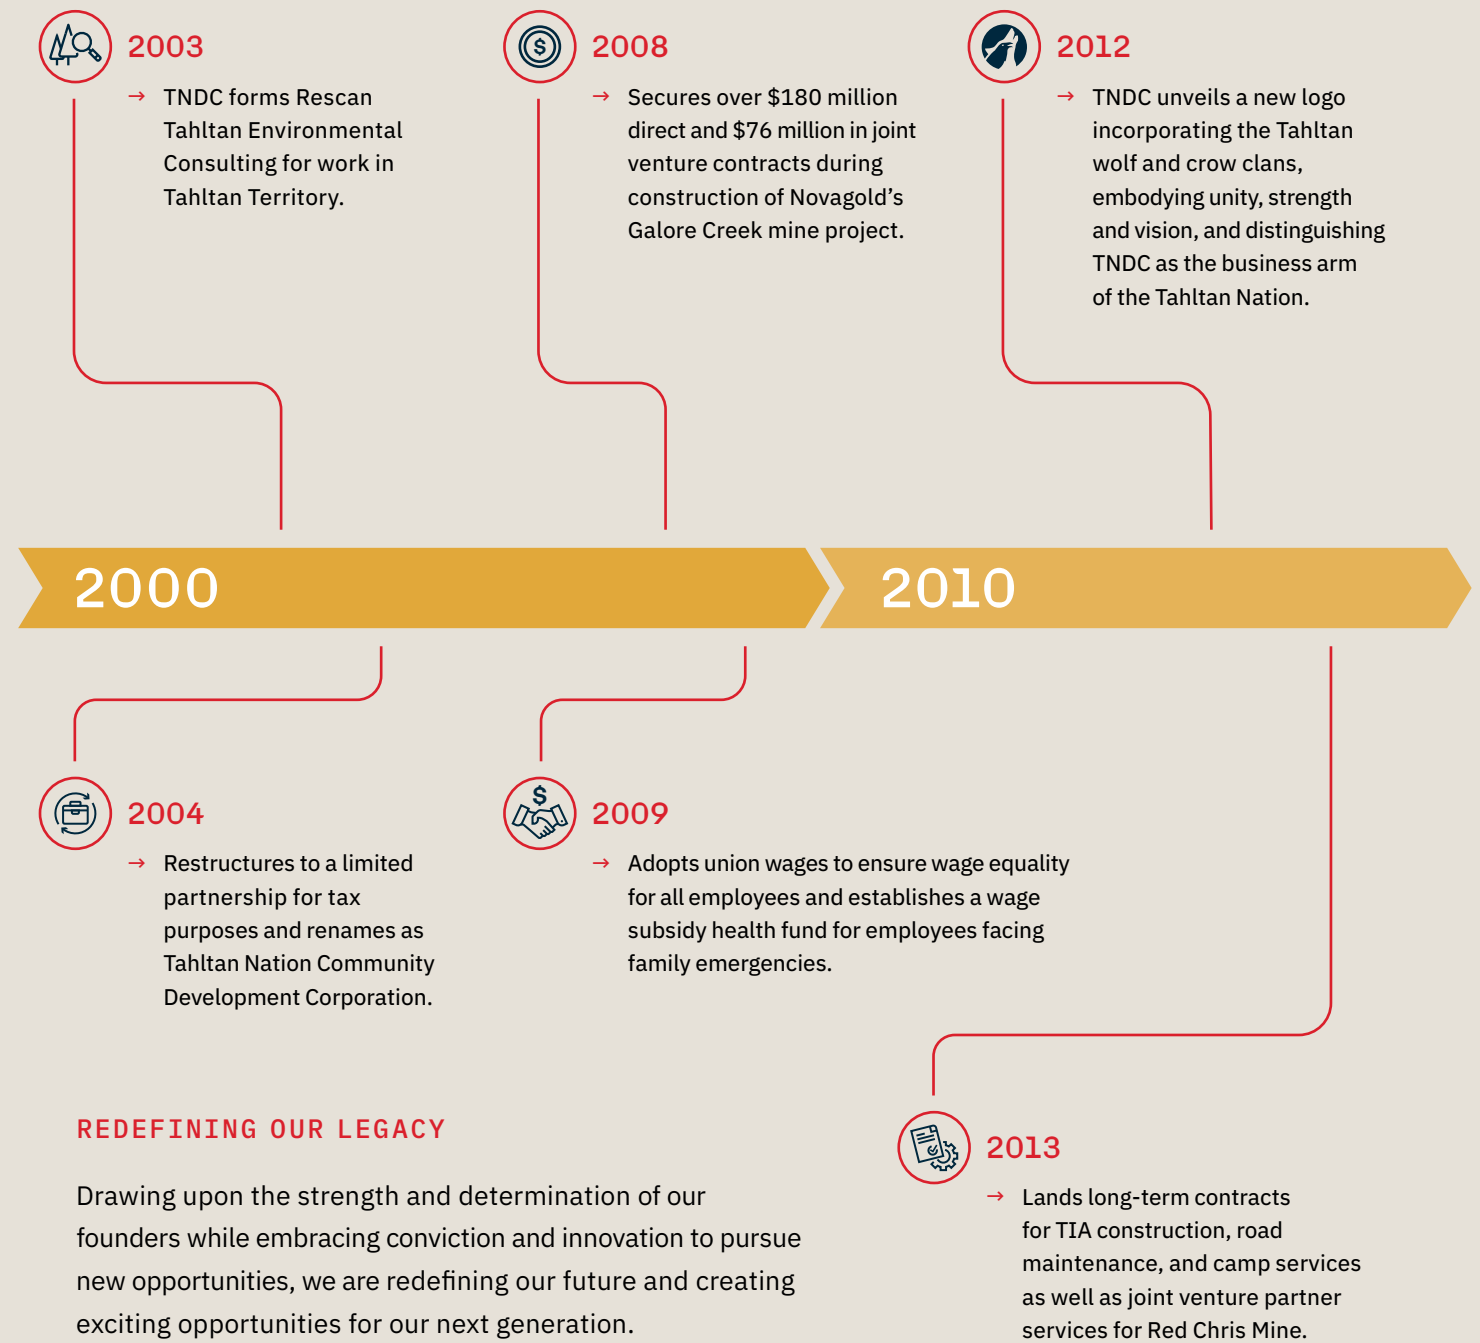 2003
→ TNDC forms Rescan
Tahltan Environmental
Consulting for work in
Tahltan Territory.
2008
→ Secures over $180 million
direct and $76 million in joint
venture contracts during
construction of Novagold’s
Galore Creek mine project.
2012
→ TNDC unveils a new logo
incorporating the Tahltan
wolf and crow clans,
embodying unity, strength
and vision, and distinguishing
TNDC as the business arm
of the Tahltan Nation.
2000
2010
2004
→ Restructures to a limited
partnership for tax
purposes and renames as
Tahltan Nation Community
Development Corporation.
2009
→ Adopts union wages to ensure wage equality
for all employees and establishes a wage
subsidy health fund for employees facing
family emergencies.
2013
→ Lands long-term contracts
for TIA construction, road
maintenance, and camp services
as well as joint venture partner
services for Red Chris Mine.
REDEFINING OUR LEGACY
Drawing upon the strength and determination of our
founders while embracing conviction and innovation to pursue
new opportunities, we are redefining our future and creating
exciting opportunities for our next generation.